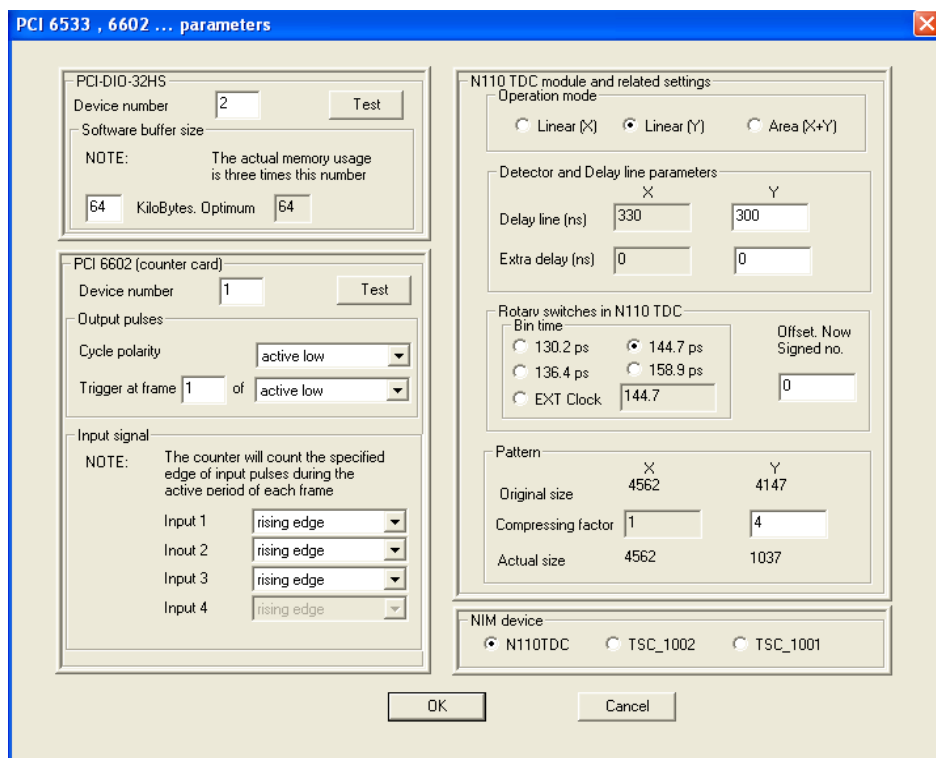 PCI 6533 , 6602 ... parameters
PCI-DIO-32HS
Device number 2 Test
Software buffer size
NOTE: The actual memory usage
is three times this number
64 KiloBytes. Optimum 64
PCI 6602 (counter card)
Device number 1 Test
Output pulses
Cycle polarity active low
Trigger at frame 1 of active low
Input signal
NOTE: The counter will count the specified
edge of input pulses during the
active period of each frame
Input 1 rising edge
Inout 2 rising edge
Input 3 rising edge
Input 4 rising edge
N110 TDC module and related settings
Operation mode
Linear (X) Linear (Y) Area (X+Y)
Detector and Delay line parameters
X Y
Delay line (ns) 330 300
Extra delay (ns) 0 0
Rotary switches in N110 TDC
Bin time
130.2 ps 144.7 ps
136.4 ps 158.9 ps
EXT Clock 144.7
Offset. Now
Signed no.
0
Pattern
X Y
Original size 4562 4147
Compressing factor 1 4
Actual size 4562 1037
NIM device
N110TDC TSC_1002 TSC_1001
OK Cancel